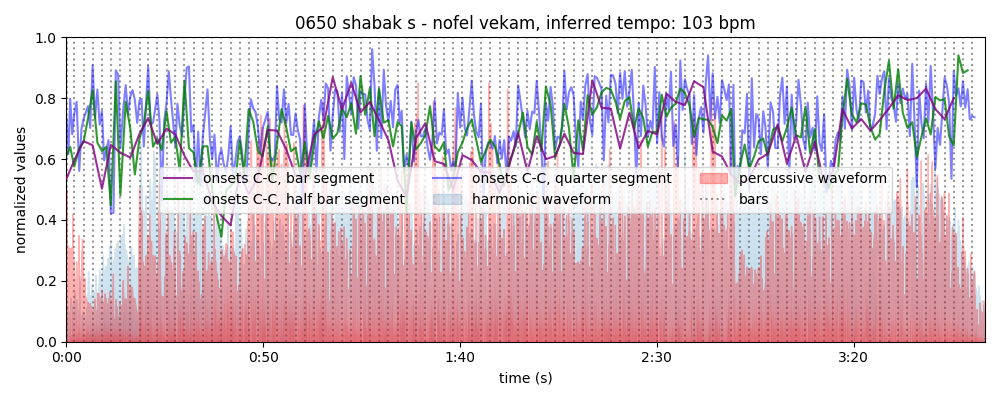 0650 shabak s - nofel vekam, inferred tempo: 103 bpm
1.0
0.8
0.6
0.4
0.2
0.0
normalized values
onsets C-C, bar segment
onsets C-C, half bar segment
onsets C-C, quarter segment
harmonic waveform
percussive waveform
bars
0:00 0:50 1:40 2:30 3:20
time (s)